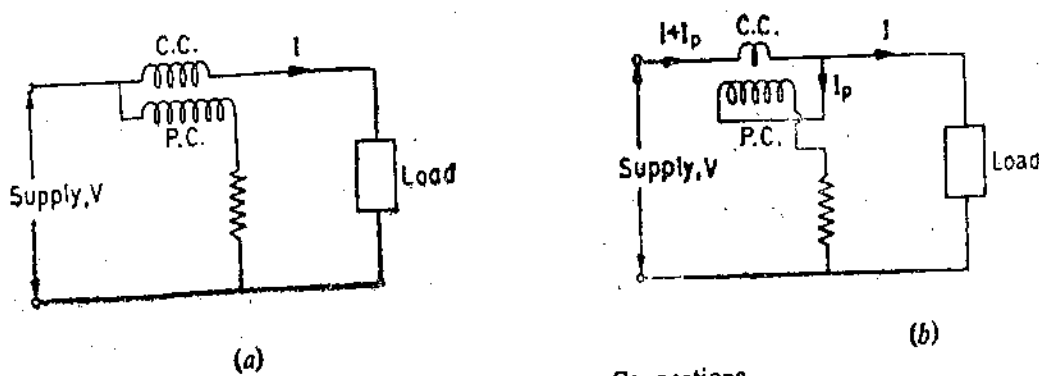 C.C.
I
P.C.
Supply, V
Load
(a)
I+Ip
C.C.
I
Ip
P.C.
Supply, V
Load
(b)